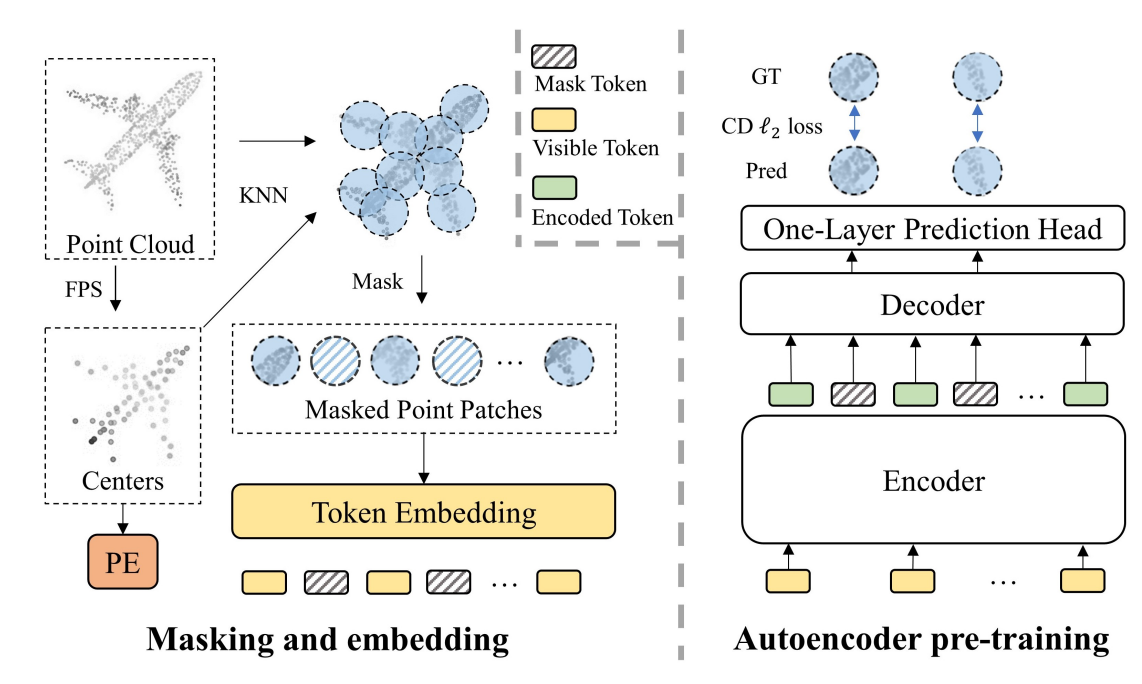 Point Cloud
FPS
KNN
Mask
Centers
PE
Masked Point Patches
...
Token Embedding
...
Masking and embedding
Mask Token
Visible Token
Encoded Token
GT
CD ℓ₂ loss
Pred
One-Layer Prediction Head
Decoder
...
Encoder
...
Autoencoder pre-training